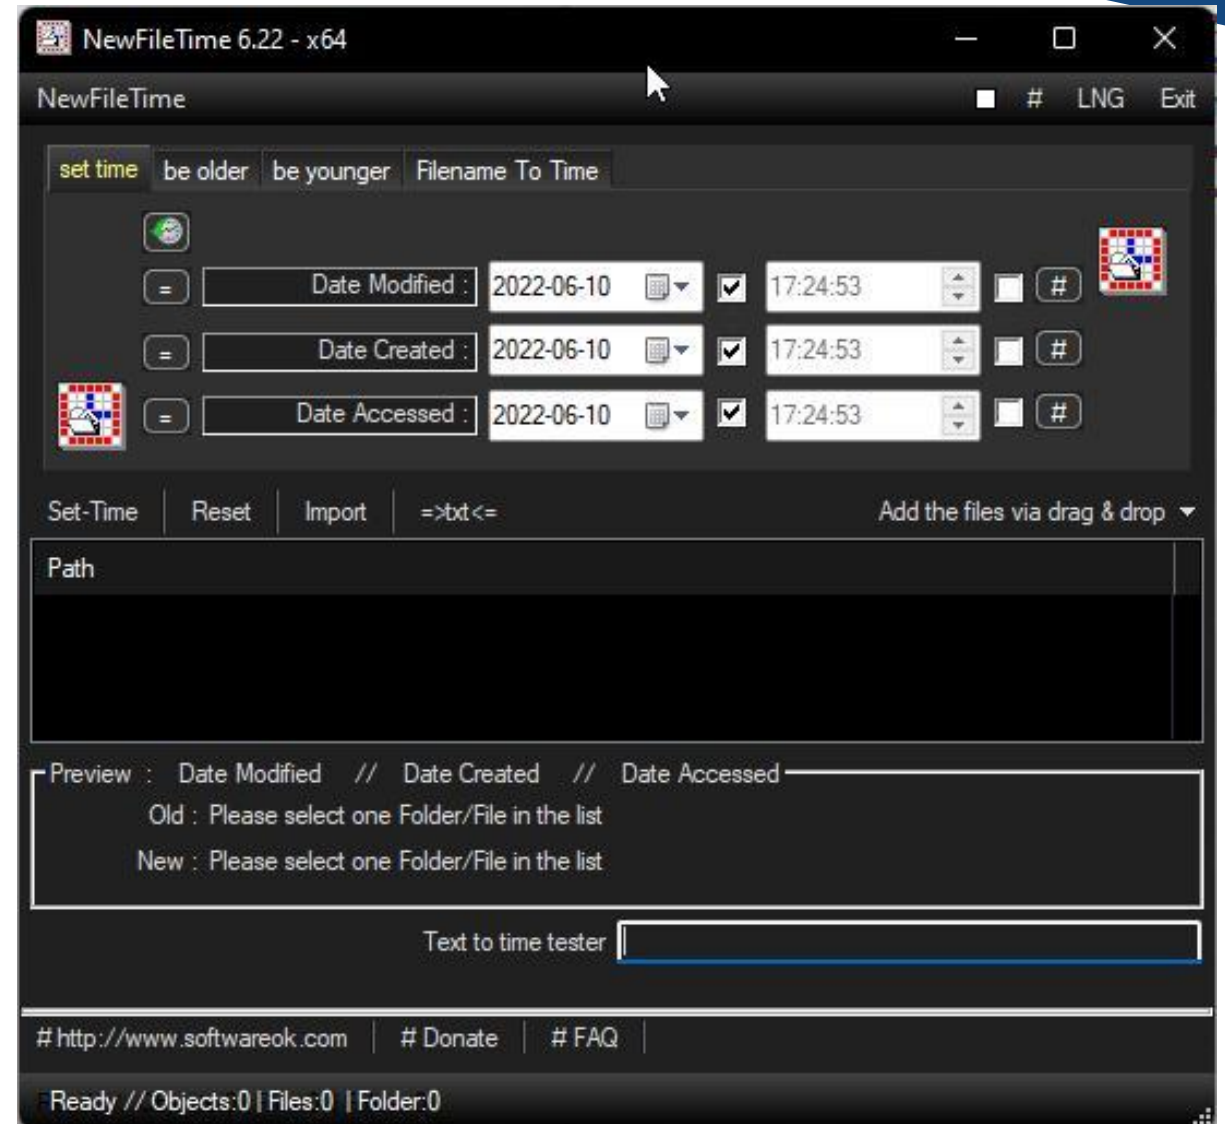 NewFileTime 6.22 - x64
NewFileTime # LNG Exit
set time be older be younger Filename To Time
= Date Modified : 2022-06-10 17:24:53 #
= Date Created : 2022-06-10 17:24:53 #
= Date Accessed : 2022-06-10 17:24:53 #
Set-Time Reset Import =>txt<= Add the files via drag & drop
Path
Preview : Date Modified // Date Created // Date Accessed
Old : Please select one Folder/File in the list
New : Please select one Folder/File in the list
Text to time tester
# http://www.softwareok.com # Donate # FAQ
Ready // Objects:0 | Files:0 | Folder:0